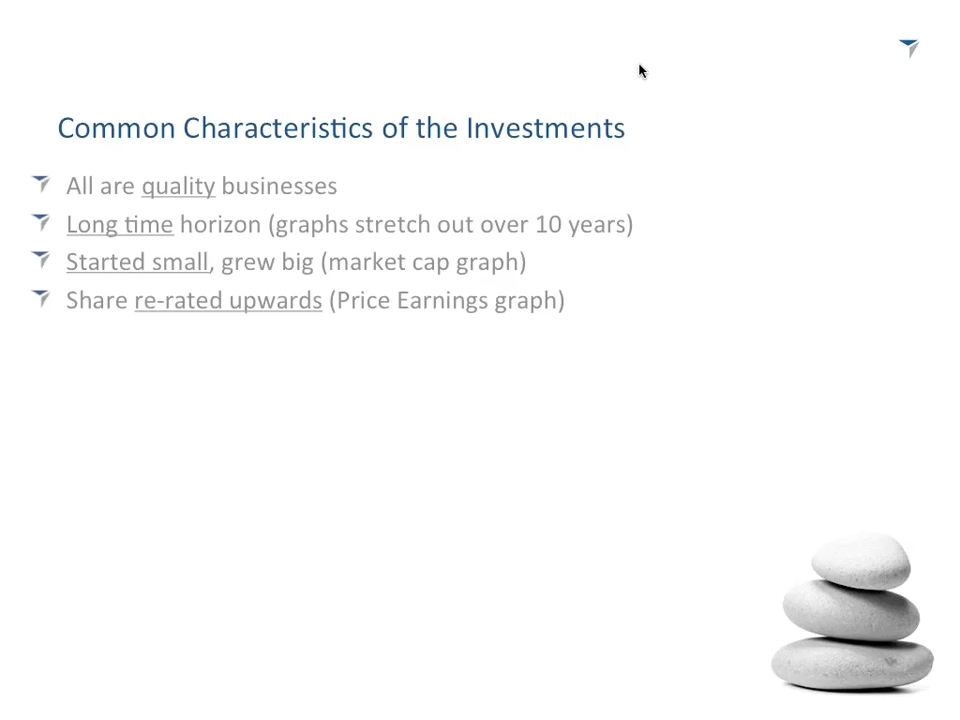 Common Characteristics of the Investments
All are quality businesses
Long time horizon (graphs stretch out over 10 years)
Started small, grew big (market cap graph)
Share re-rated upwards (Price Earnings graph)